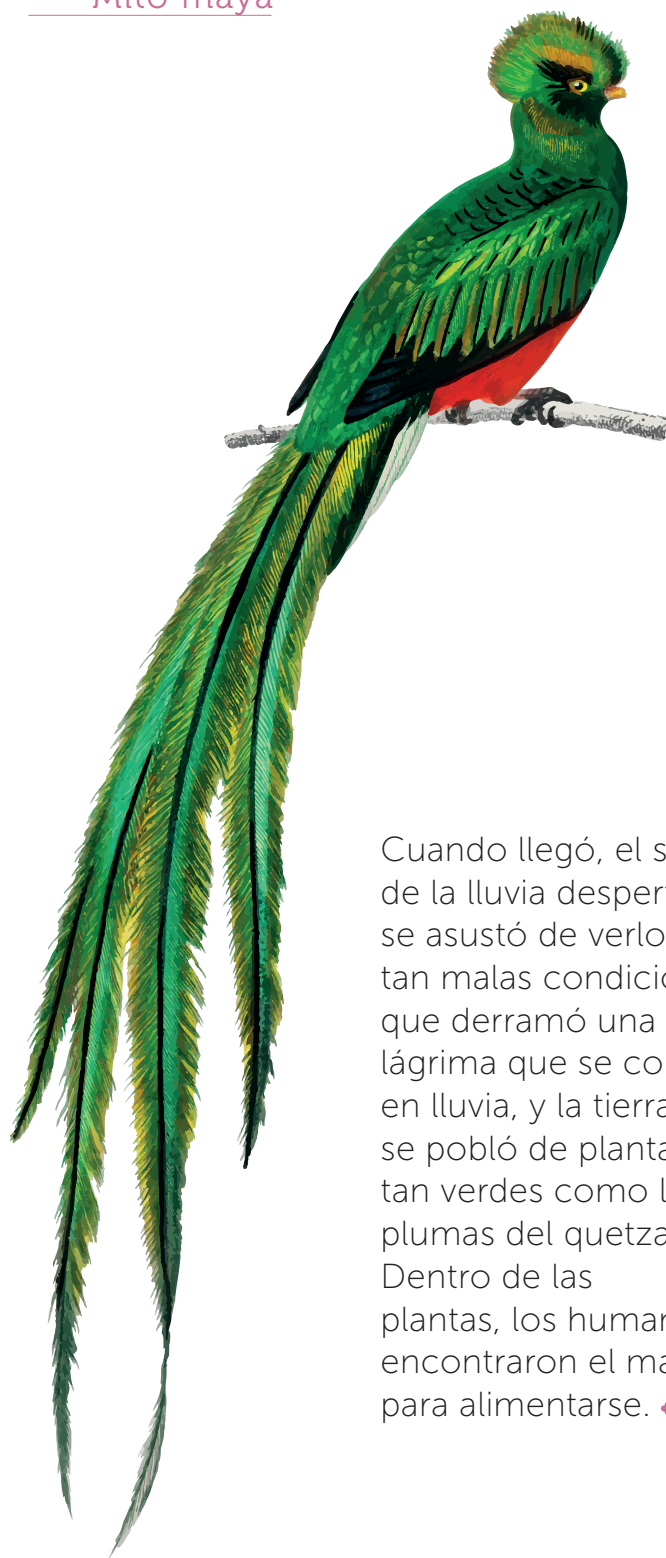 Mito maya
Cuando llegó, el s
de la lluvia despert
se asustó de verlo
tan malas condicio
que derramó una
lágrima que se co
en lluvia, y la tierra
se pobló de planta
tan verdes como l
plumas del quetza
Dentro de las
plantas, los human
encontraron el ma
para alimentarse.